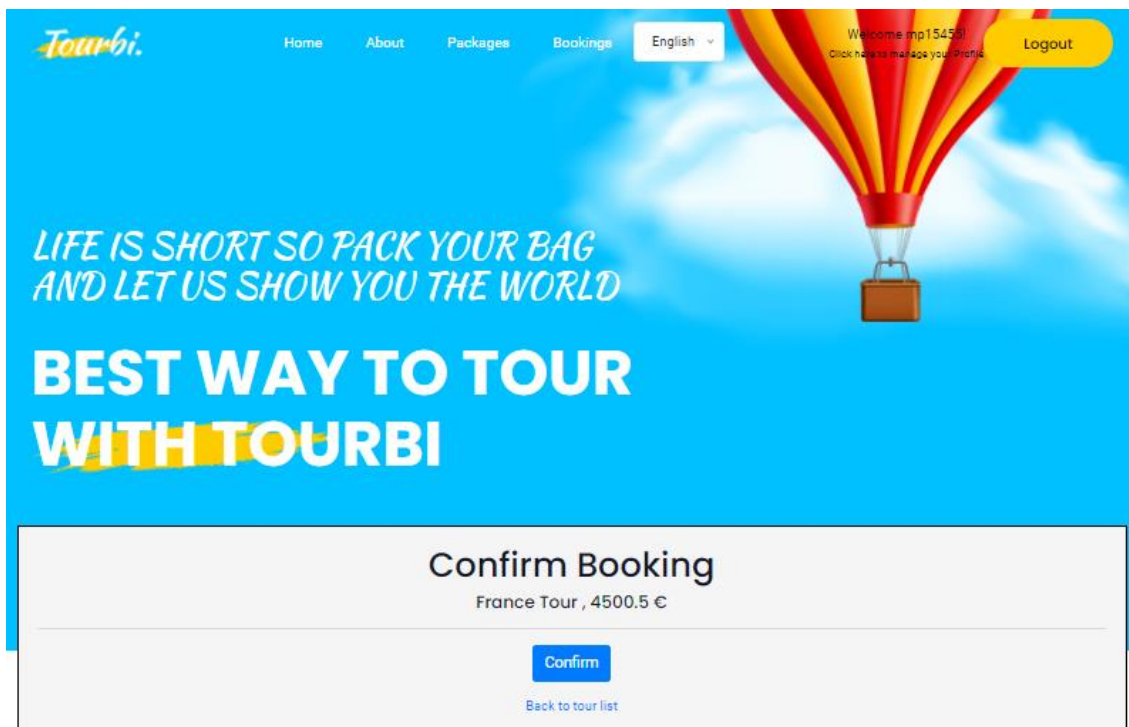 Tourbi.
Home About Packages Bookings English Welcome mp15455! Logout
Click here to manage your Profile
LIFE IS SHORT SO PACK YOUR BAG
AND LET US SHOW YOU THE WORLD
BEST WAY TO TOUR
WITH TOURBI
Confirm Booking
France Tour , 4500.5 €
Confirm
Back to tour list